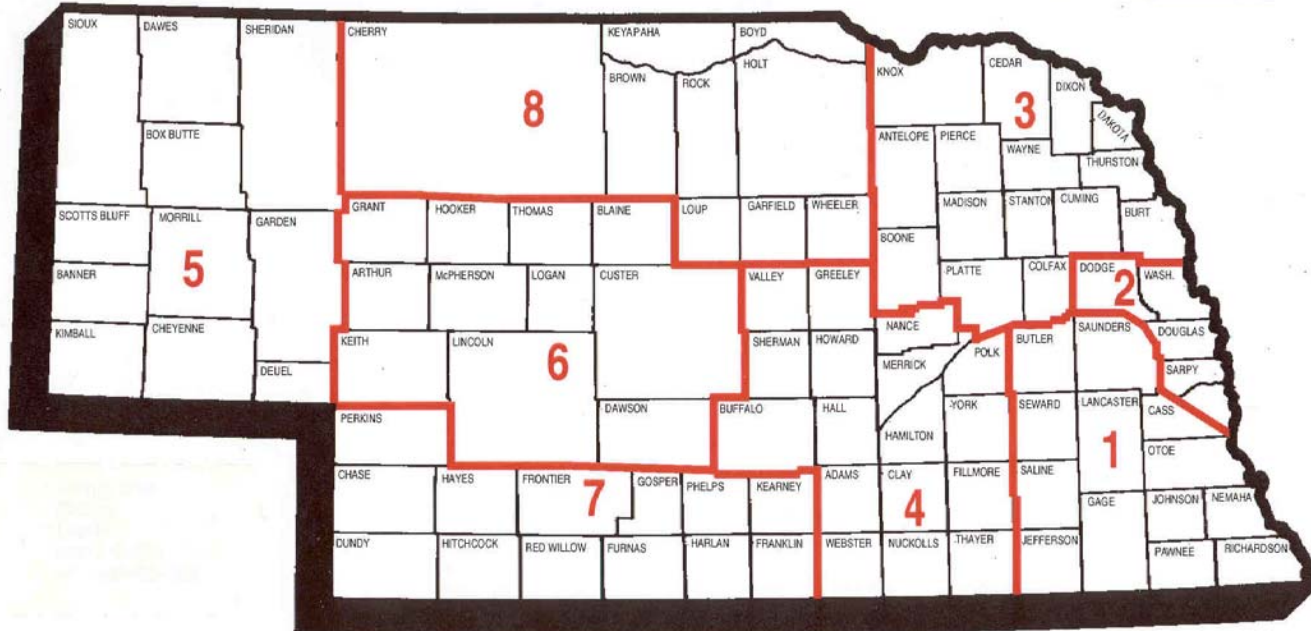 SIOUX
DAWES
SHERIDAN
CHERRY
KEYAPAHA
BOYD
BROWN
ROCK
HOLT
KNOX
CEDAR
DIXON
DAKOTA
8
3
BOX BUTTE
ANTELOPE
PIERCE
WAYNE
THURSTON
SCOTTS BLUFF
MORRILL
GARDEN
GRANT
HOOKER
THOMAS
BLAINE
LOUP
GARFIELD
WHEELER
BOONE
MADISON
STANTON
CUMING
BURT
BANNER
5
ARTHUR
McPHERSON
LOGAN
CUSTER
VALLEY
GREELEY
PLATTE
COLFAX
DODGE
WASH.
2
KIMBALL
CHEYENNE
DEUEL
KEITH
LINCOLN
6
SHERMAN
HOWARD
NANCE
MERRICK
POLK
BUTLER
SAUNDERS
DOUGLAS
SARPY
PERKINS
DAWSON
BUFFALO
HALL
HAMILTON
YORK
SEWARD
LANCASTER
CASS
1
OTOE
CHASE
HAYES
FRONTIER
GOSPER
PHELPS
KEARNEY
ADAMS
CLAY
FILLMORE
SALINE
GAGE
JOHNSON
NEMAHA
7
4
DUNDY
HITCHCOCK
RED WILLOW
FURNAS
HARLAN
FRANKLIN
WEBSTER
NUCKOLLS
THAYER
JEFFERSON
PAWNEE
RICHARDSON